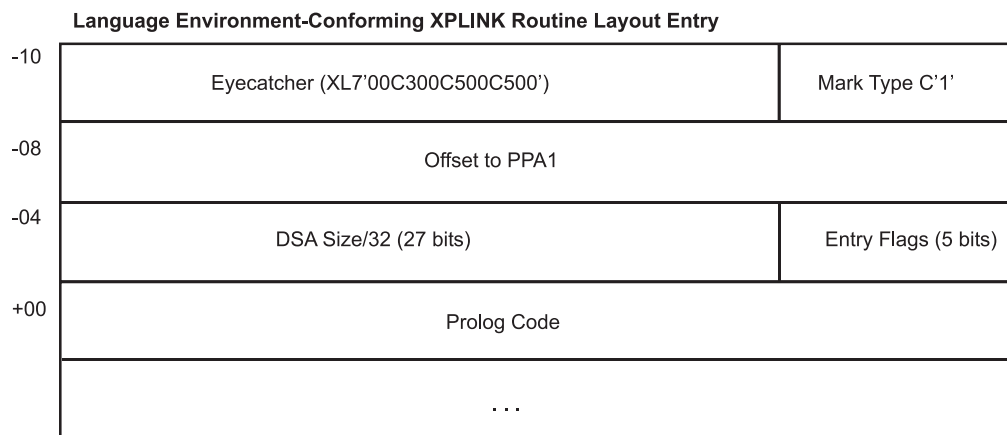 Language Environment-Conforming XPLINK Routine Layout Entry
-10
Eyecatcher (XL7'00C300C500C500') Mark Type C'1'
-08
Offset to PPA1
-04
DSA Size/32 (27 bits) Entry Flags (5 bits)
+00
Prolog Code
. . .